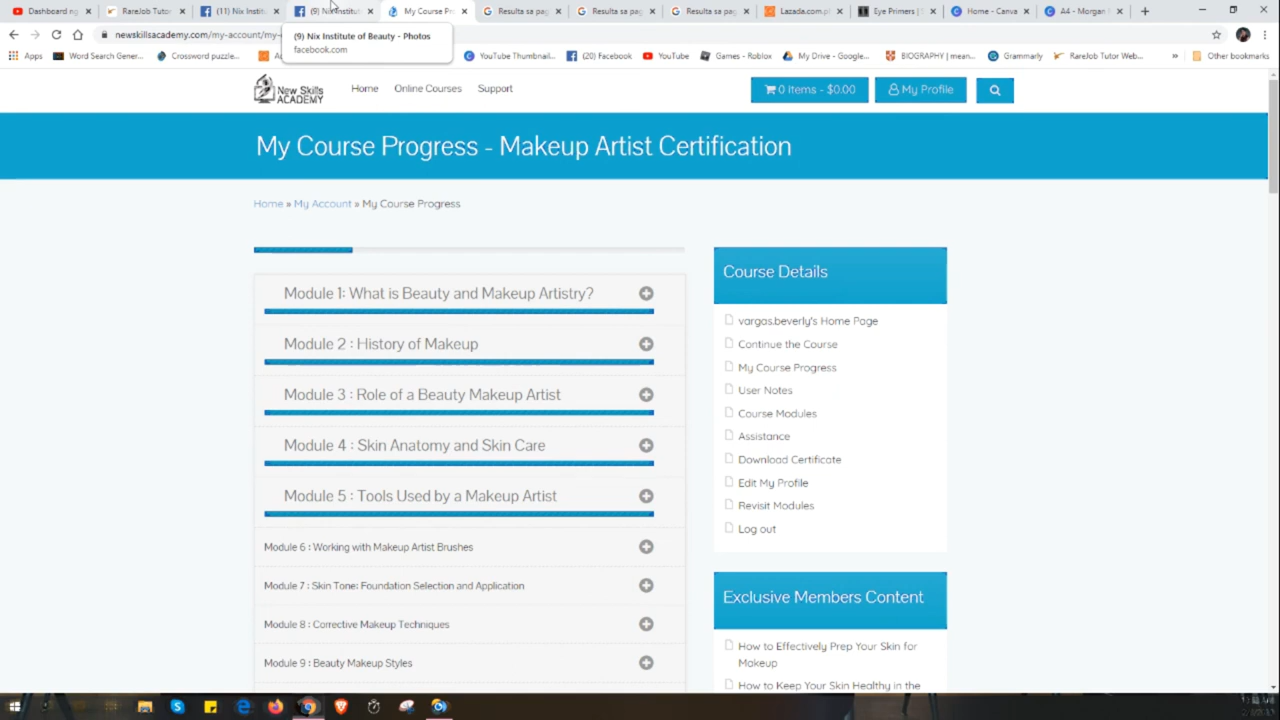 Dashboard ng
RareJob Tutor
(11) Nix Instit
(9) Nix Institut
My Course Pr
Resulta sa pag
Resulta sa pag
Resulta sa pag
Lazada.com.p
Eye Primers |
Home - Canva
A4 - Morgan
newskillsacademy.com/my-account/my-
(9) Nix Institute of Beauty - Photos
facebook.com
Apps
Word Search Gener...
Crossword puzzle...
YouTube Thumbnail...
(20) Facebook
YouTube
Games - Roblox
My Drive - Google...
BIOGRAPHY | mean...
Grammarly
RareJob Tutor Web...
»
Other bookmarks
New Skills
ACADEMY
Home
Online Courses
Support
0 Items - $0.00
My Profile
My Course Progress - Makeup Artist Certification
Home » My Account » My Course Progress
Module 1: What is Beauty and Makeup Artistry?
Module 2 : History of Makeup
Module 3 : Role of a Beauty Makeup Artist
Module 4 : Skin Anatomy and Skin Care
Module 5 : Tools Used by a Makeup Artist
Module 6 : Working with Makeup Artist Brushes
Module 7 : Skin Tone: Foundation Selection and Application
Module 8 : Corrective Makeup Techniques
Module 9 : Beauty Makeup Styles
Course Details
vargas.beverly's Home Page
Continue the Course
My Course Progress
User Notes
Course Modules
Assistance
Download Certificate
Edit My Profile
Revisit Modules
Log out
Exclusive Members Content
How to Effectively Prep Your Skin for
Makeup
How to Keep Your Skin Healthy in the